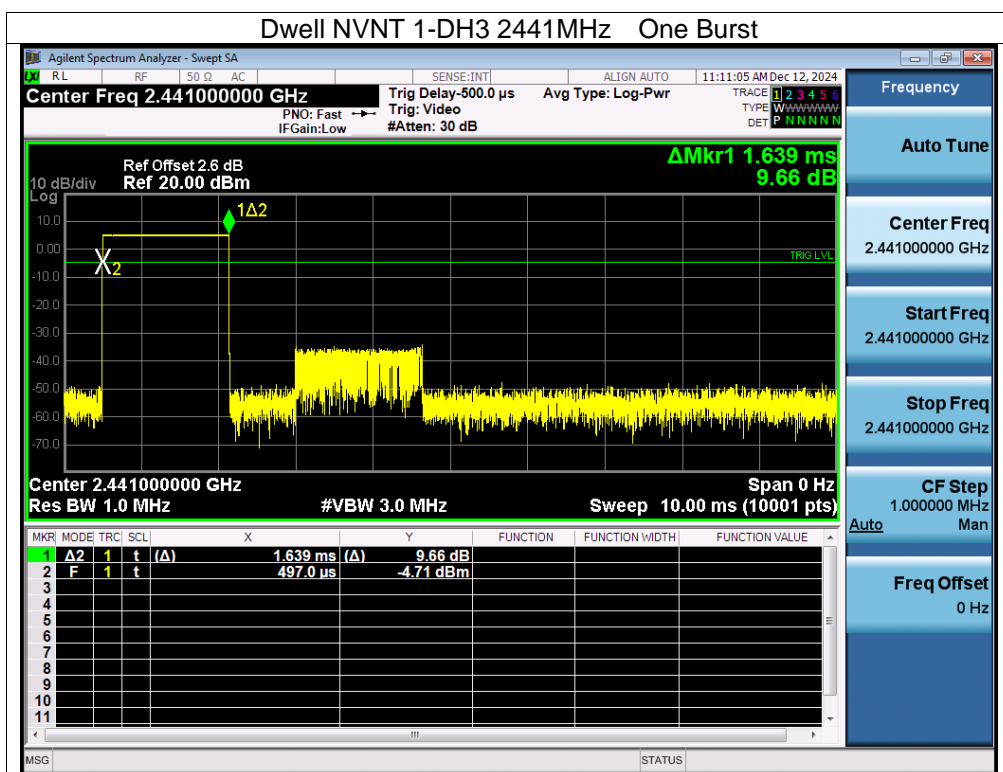 Dwell NVNT 1-DH3 2441MHz One Burst
Agilent Spectrum Analyzer - Swept SA
LXI RL RF 50 Ω AC SENSE:INT ALIGN AUTO 11:11:05 AM Dec 12, 2024
Center Freq 2.441000000 GHz Trig Delay-500.0 µs Avg Type: Log-Pwr TRACE 1 2 3 4 5 6
PNO: Fast Trig: Video TYPE WWWWWW
IFGain:Low #Atten: 30 dB DET P N N N N N
ΔMkr1 1.639 ms
9.66 dB
Ref Offset 2.6 dB
10 dB/div Ref 20.00 dBm
Log
10.0
0.00
-10.0
-20.0
-30.0
-40.0
-50.0
-60.0
-70.0
1Δ2
2
TRIG LVL
Center 2.441000000 GHz Span 0 Hz
Res BW 1.0 MHz #VBW 3.0 MHz Sweep 10.00 ms (10001 pts)
MKR MODE TRC SCL X Y FUNCTION FUNCTION WIDTH FUNCTION VALUE
1 Δ2 1 t (Δ) 1.639 ms (Δ) 9.66 dB
2 F 1 t 497.0 µs -4.71 dBm
3
4
5
6
7
8
9
10
11
MSG STATUS
Frequency
Auto Tune
Center Freq
2.441000000 GHz
Start Freq
2.441000000 GHz
Stop Freq
2.441000000 GHz
CF Step
1.000000 MHz
Auto Man
Freq Offset
0 Hz